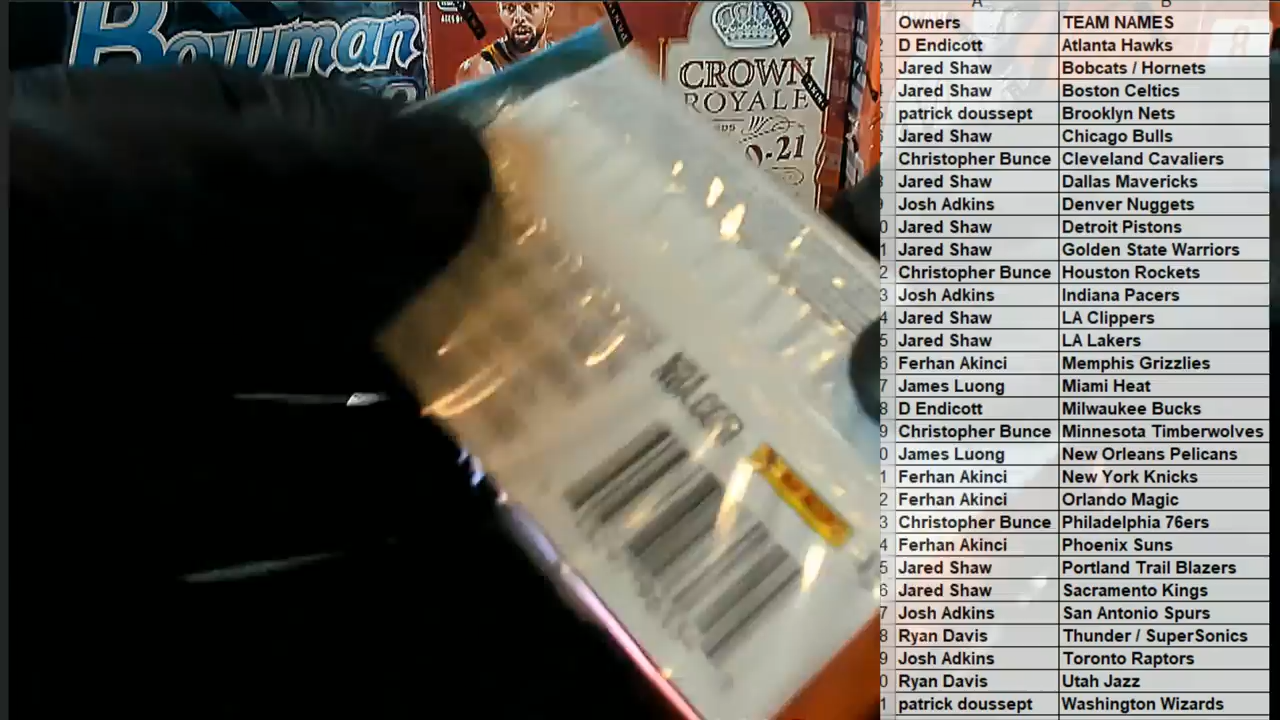 Bowman
CROWN
ROYALE
A
B
Owners TEAM NAMES
D Endicott Atlanta Hawks
Jared Shaw Bobcats / Hornets
Jared Shaw Boston Celtics
patrick doussept Brooklyn Nets
Jared Shaw Chicago Bulls
Christopher Bunce Cleveland Cavaliers
Jared Shaw Dallas Mavericks
Josh Adkins Denver Nuggets
Jared Shaw Detroit Pistons
Jared Shaw Golden State Warriors
Christopher Bunce Houston Rockets
Josh Adkins Indiana Pacers
Jared Shaw LA Clippers
Jared Shaw LA Lakers
Ferhan Akinci Memphis Grizzlies
James Luong Miami Heat
D Endicott Milwaukee Bucks
Christopher Bunce Minnesota Timberwolves
James Luong New Orleans Pelicans
Ferhan Akinci New York Knicks
Ferhan Akinci Orlando Magic
Christopher Bunce Philadelphia 76ers
Ferhan Akinci Phoenix Suns
Jared Shaw Portland Trail Blazers
Jared Shaw Sacramento Kings
Josh Adkins San Antonio Spurs
Ryan Davis Thunder / SuperSonics
Josh Adkins Toronto Raptors
Ryan Davis Utah Jazz
patrick doussept Washington Wizards